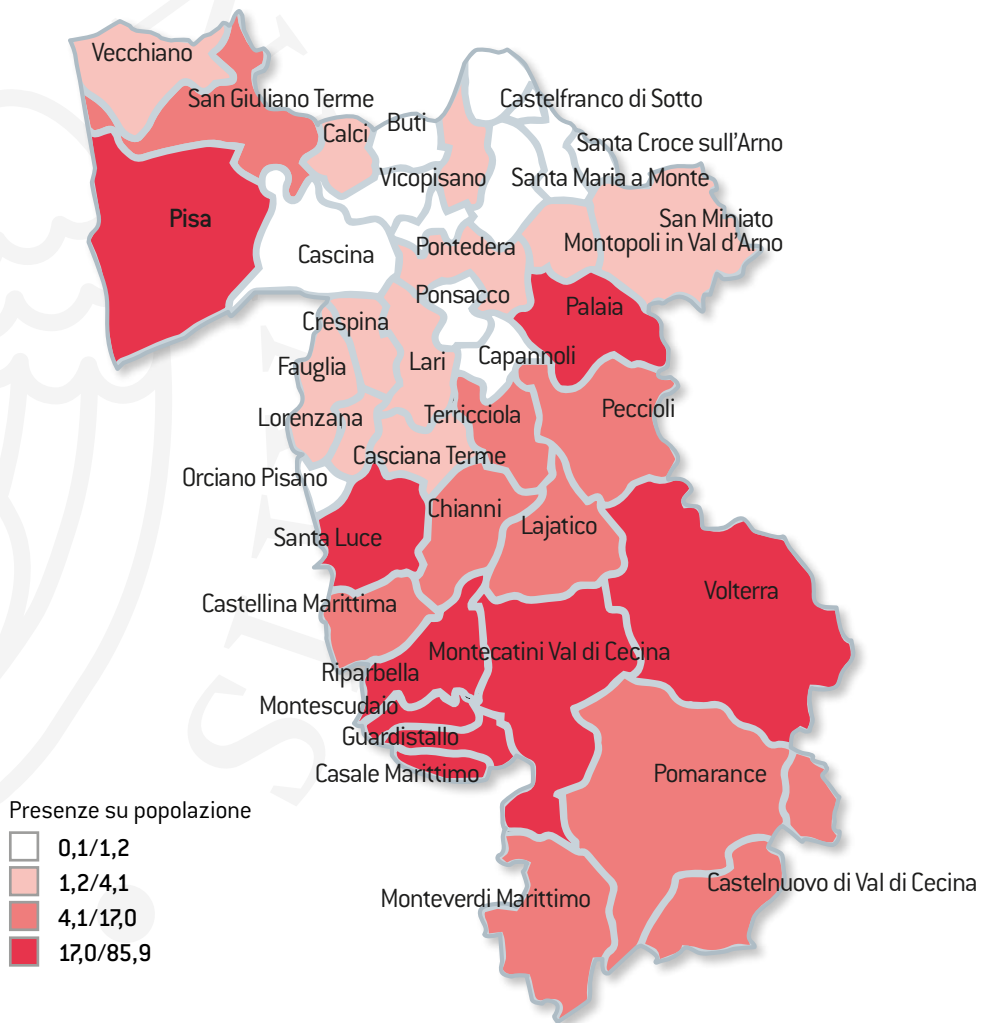 Vecchiano
San Giuliano Terme
Castelfranco di Sotto
Calci
Buti
Santa Croce sull'Arno
Vicopisano
Santa Maria a Monte
Pisa
San Miniato
Montopoli in Val d'Arno
Cascina
Pontedera
Ponsacco
Palaia
Crespina
Capannoli
Fauglia
Lari
Lorenzana
Terricciola
Peccioli
Casciana Terme
Orciano Pisano
Chianni
Lajatico
Santa Luce
Volterra
Castellina Marittima
Montecatini Val di Cecina
Riparbella
Montescudaio
Guardistallo
Casale Marittimo
Pomarance
Presenze su popolazione
0,1/1,2
1,2/4,1
4,1/17,0
17,0/85,9
Castelnuovo di Val di Cecina
Monteverdi Marittimo